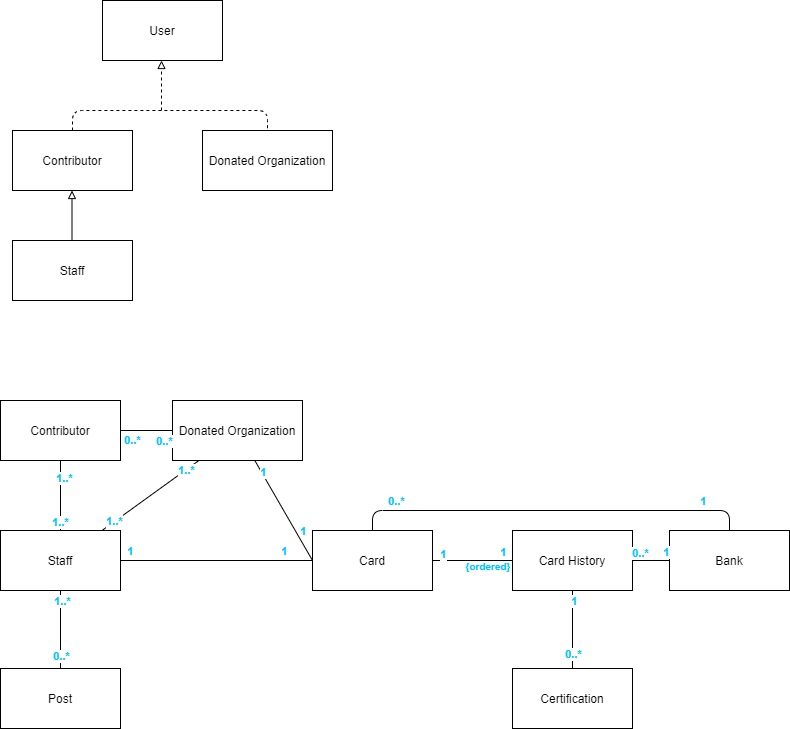 User
Contributor
Donated Organization
Staff
Contributor
0..*
0..*
Donated Organization
1..*
1..*
1
1..*
1..*
1
0..*
1
Staff
1
1
Card
1
1
{ordered}
Card History
0..*
1
Bank
1..*
1
0..*
0..*
Post
Certification